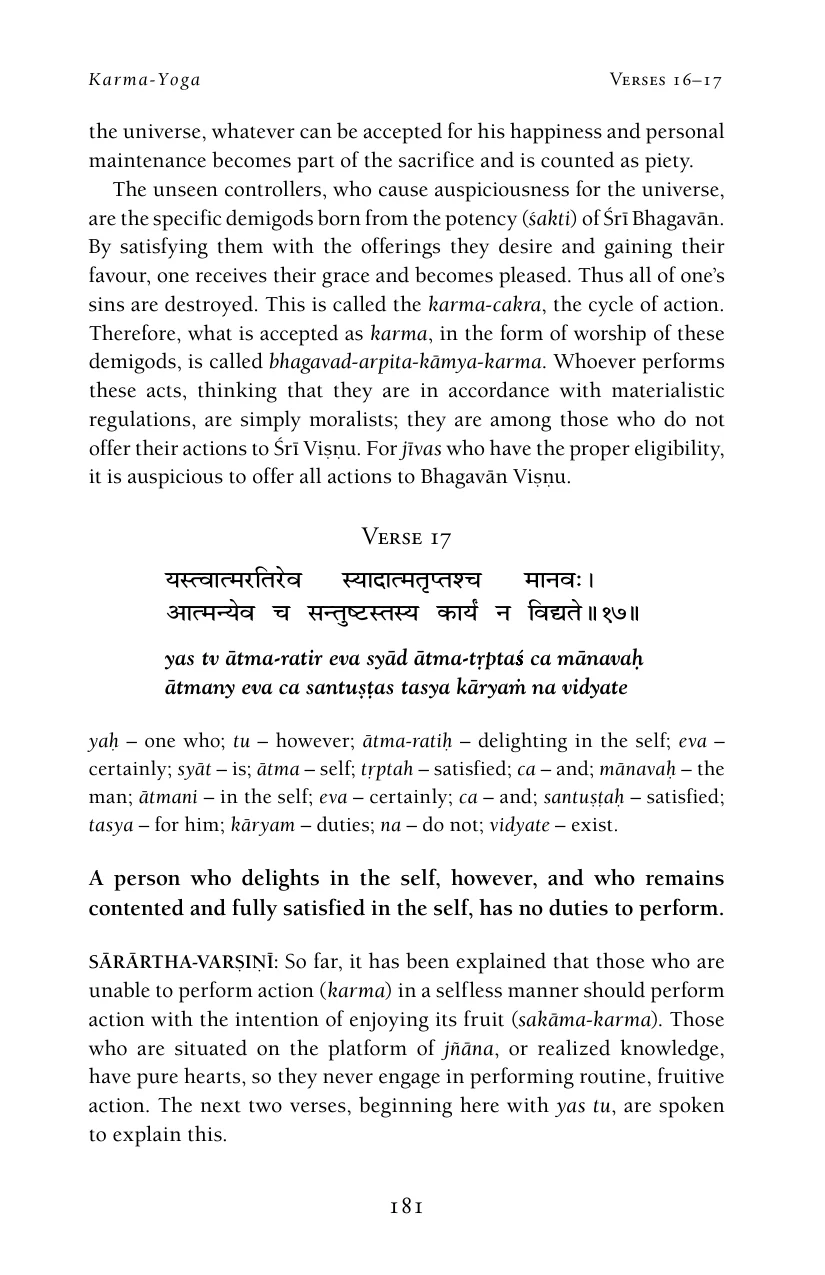 Karma-Yoga Verses 16–17
the universe, whatever can be accepted for his happiness and personal
maintenance becomes part of the sacrifice and is counted as piety.
The unseen controllers, who cause auspiciousness for the universe,
are the specific demigods born from the potency (śakti) of Śrī Bhagavān.
By satisfying them with the offerings they desire and gaining their
favour, one receives their grace and becomes pleased. Thus all of one’s
sins are destroyed. This is called the karma-cakra, the cycle of action.
Therefore, what is accepted as karma, in the form of worship of these
demigods, is called bhagavad-arpita-kāmya-karma. Whoever performs
these acts, thinking that they are in accordance with materialistic
regulations, are simply moralists; they are among those who do not
offer their actions to Śrī Viṣṇu. For jīvas who have the proper eligibility,
it is auspicious to offer all actions to Bhagavān Viṣṇu.
Verse 17
यस्त्वात्मरतिरेव स्यादात्मतृप्तश्च मानवः।
आत्मन्येव च सन्तुष्टस्तस्य कार्यं न विद्यते॥१७॥
yas tv ātma-ratir eva syād ātma-tṛptaś ca mānavaḥ
ātmany eva ca santuṣṭas tasya kāryaṁ na vidyate
yaḥ – one who; tu – however; ātma-ratiḥ – delighting in the self; eva –
certainly; syāt – is; ātma – self; tṛptah – satisfied; ca – and; mānavaḥ – the
man; ātmani – in the self; eva – certainly; ca – and; santuṣṭaḥ – satisfied;
tasya – for him; kāryam – duties; na – do not; vidyate – exist.
A person who delights in the self, however, and who remains
contented and fully satisfied in the self, has no duties to perform.
SĀRĀRTHA-VARṢIṆĪ: So far, it has been explained that those who are
unable to perform action (karma) in a selfless manner should perform
action with the intention of enjoying its fruit (sakāma-karma). Those
who are situated on the platform of jñāna, or realized knowledge,
have pure hearts, so they never engage in performing routine, fruitive
action. The next two verses, beginning here with yas tu, are spoken
to explain this.
181